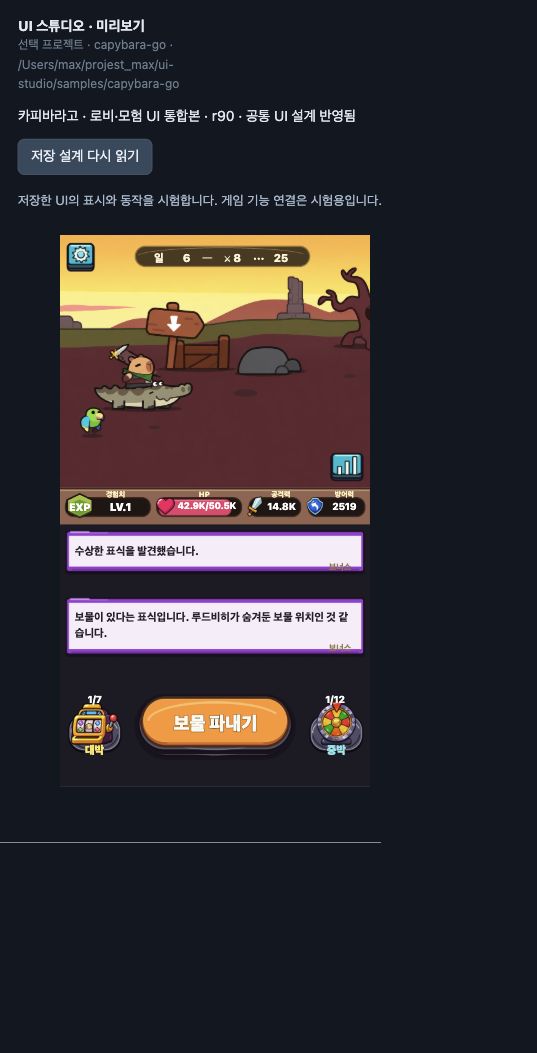 UI 스튜디오 · 미리보기
선택 프로젝트 · capybara-go ·
/Users/max/projest_max/ui-
studio/samples/capybara-go
카피바라고 · 로비·모험 UI 통합본 · r90 · 공통 UI 설계 반영됨
저장 설계 다시 읽기
저장한 UI의 표시와 동작을 시험합니다. 게임 기능 연결은 시험용입니다.
일 6 — ×8 ··· 25
경험치 HP 공격력 방어력
EXP LV.1 42.9K/50.5K 14.8K 2519
수상한 표식을 발견했습니다.
보물이 있다는 표식입니다. 루드비히가 숨겨둔 보물 위치인 것 같
습니다.
1/7 1/12
보물 파내기
대박 중박